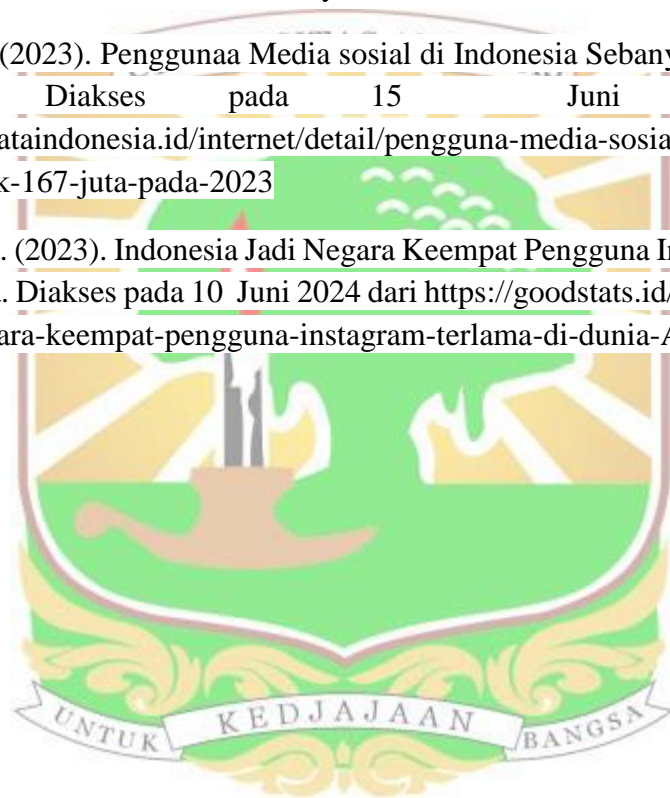 (2023). Penggunaa Media sosial di Indonesia Sebany
Diakses pada 15 Juni
ataindonesia.id/internet/detail/pengguna-media-sosia
k-167-juta-pada-2023
. (2023). Indonesia Jadi Negara Keempat Pengguna In
. Diakses pada 10 Juni 2024 dari https://goodstats.id/
ara-keempat-pengguna-instagram-terlama-di-dunia-A
UNTUK KEDJAJAAN BANGSA